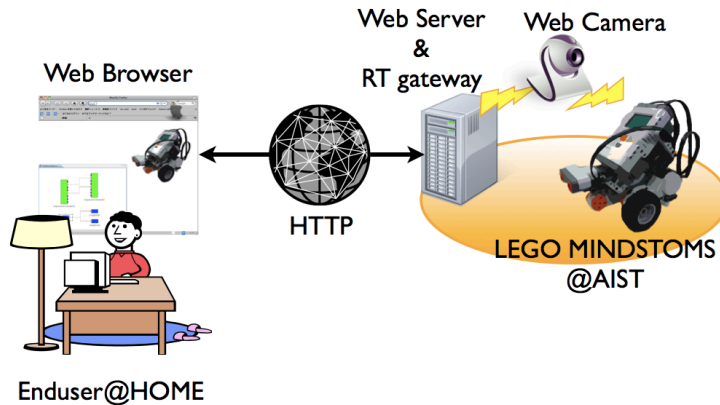 Web Server
&
RT gateway
Web Camera
Web Browser
HTTP
LEGO MINDSTOMS
@AIST
Enduser@HOME